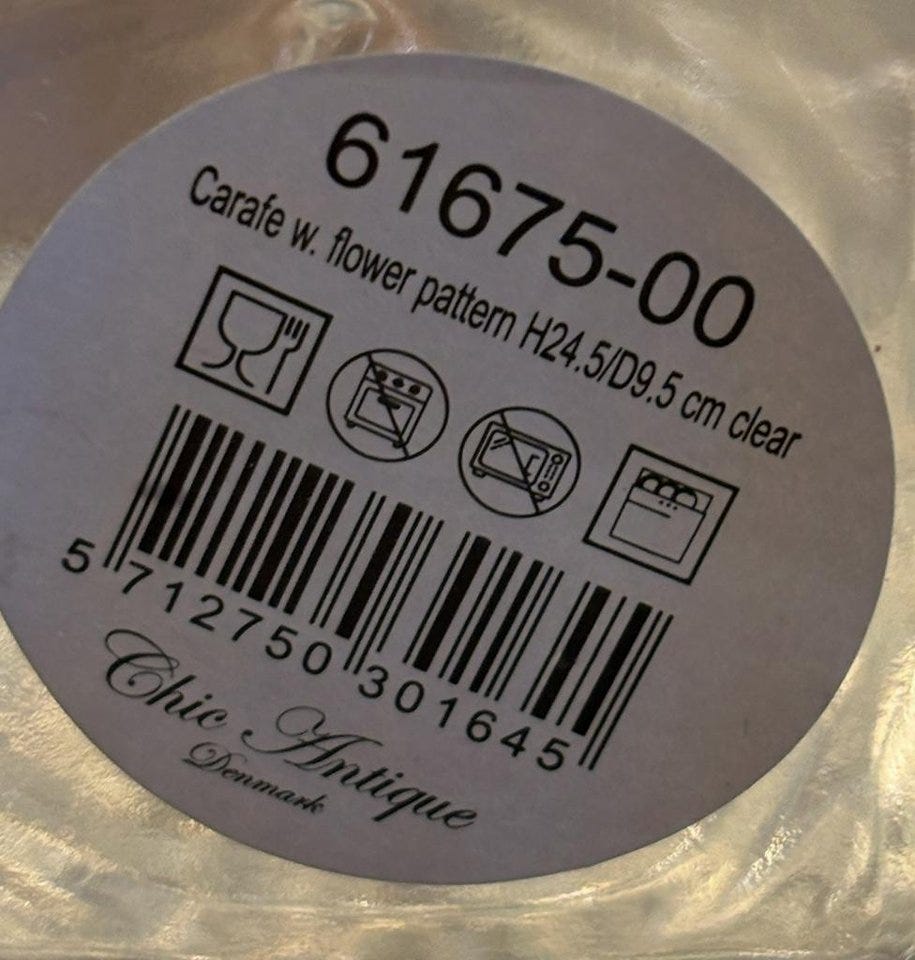 61675-00
Carafe w. flower pattern H24.5/D9.5 cm clear
5 712750 301645
Chic Antique
Denmark